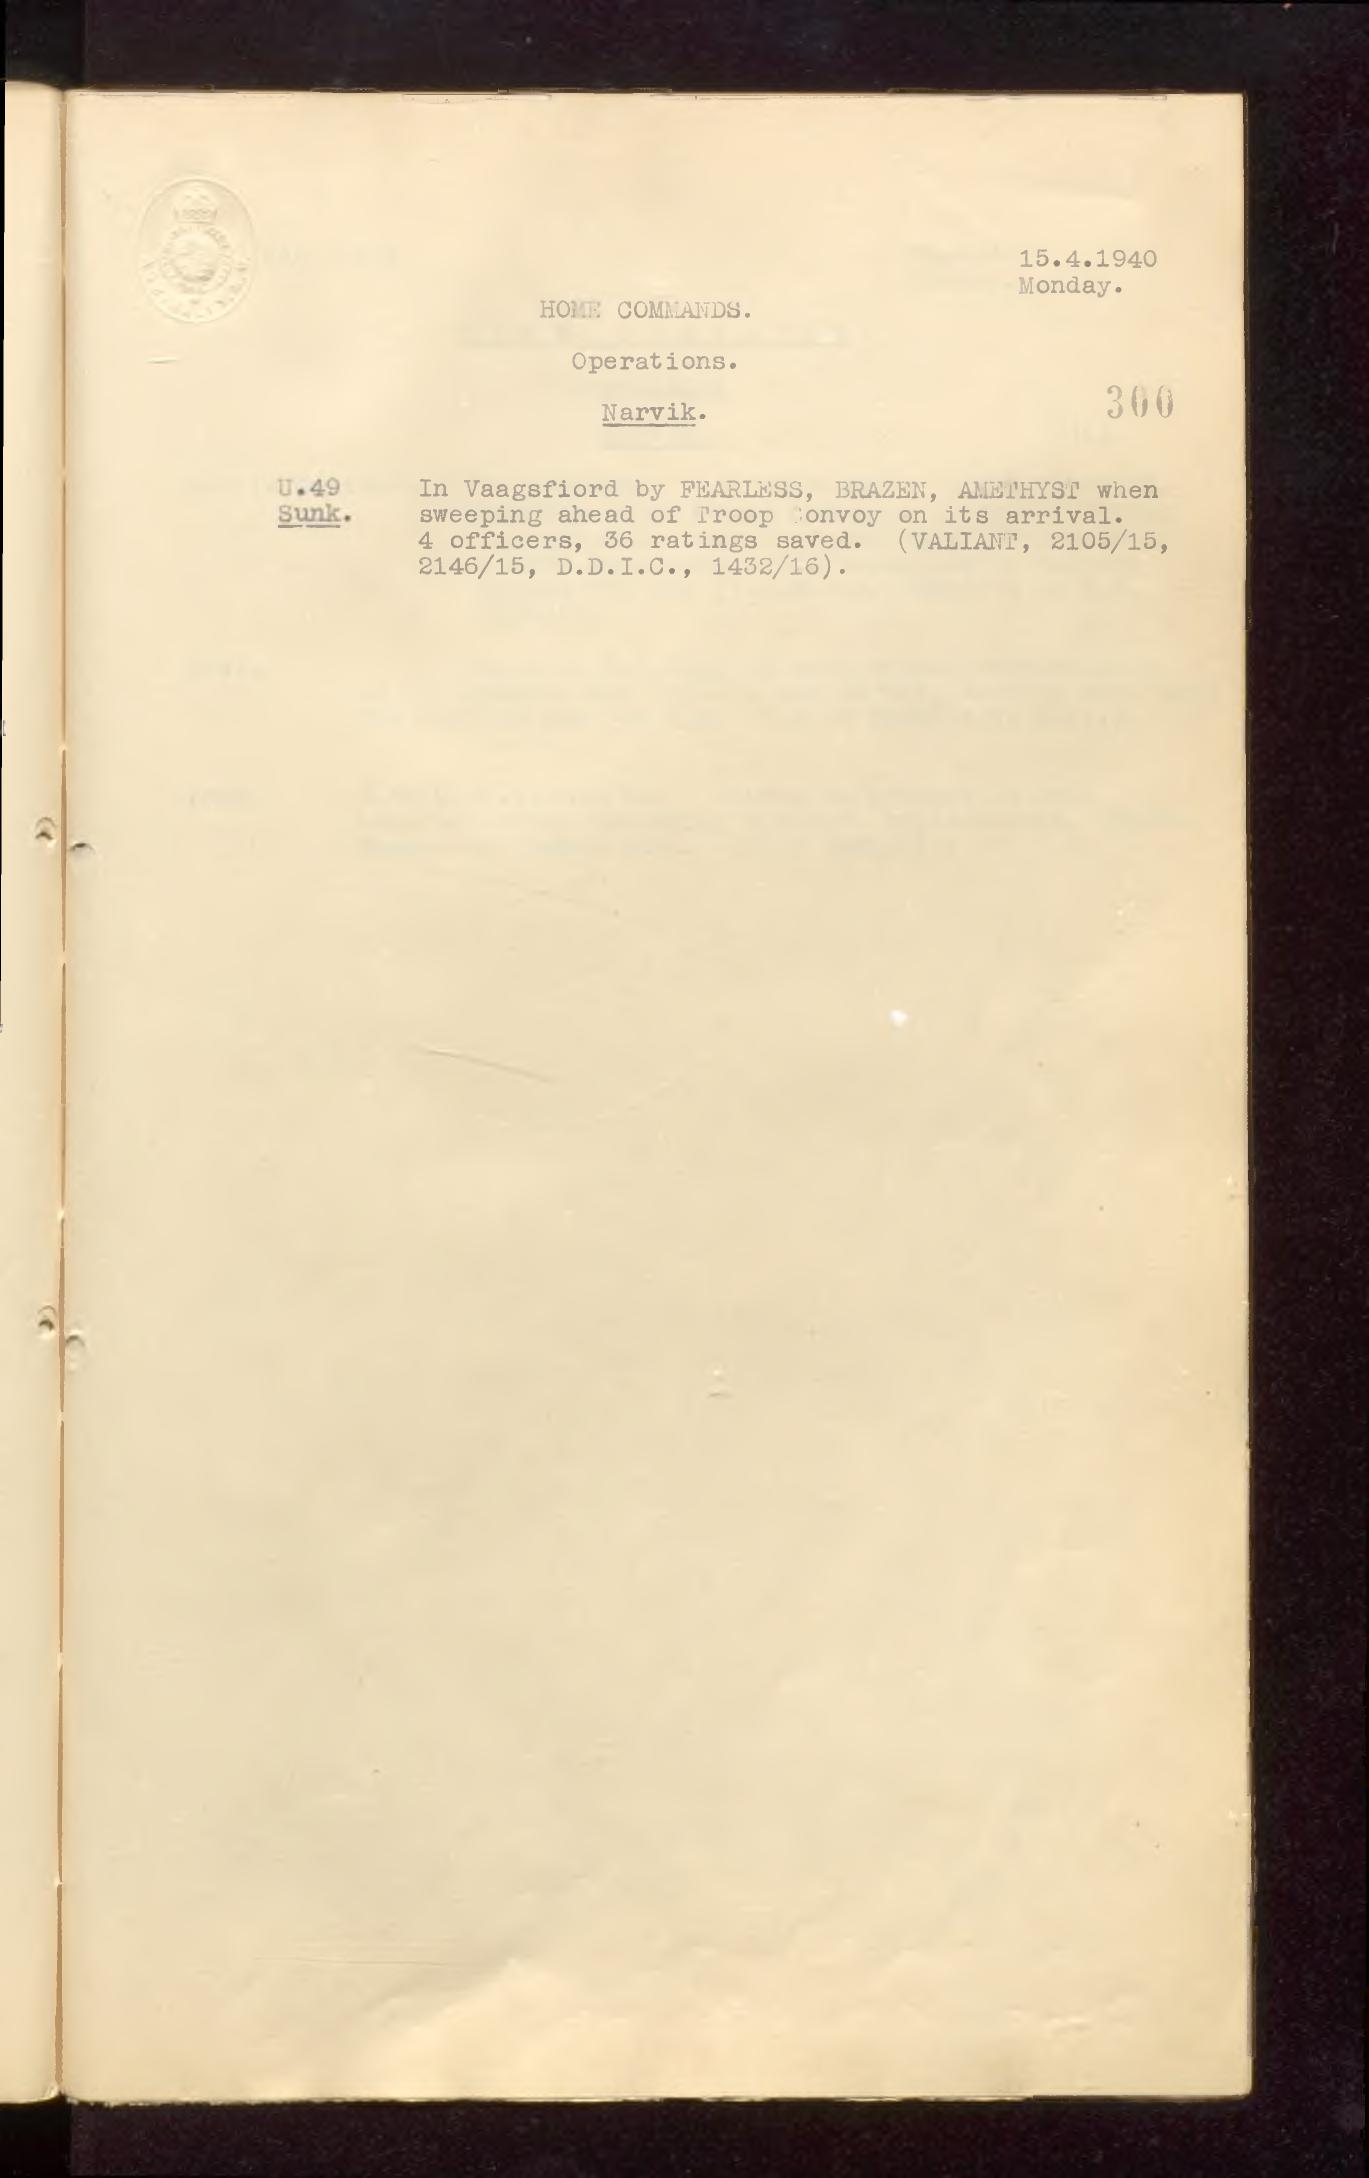 15.4.1940
Monday.
HOME COMMANDS.
Operations.
Narvik.
300
U.49
Sunk.
In Vaagsfiord by FEARLESS, BRAZEN, AMETHYST when
sweeping ahead of Troop Convoy on its arrival.
4 officers, 36 ratings saved. (VALIANT, 2105/15,
2146/15, D.D.I.C., 1432/16).